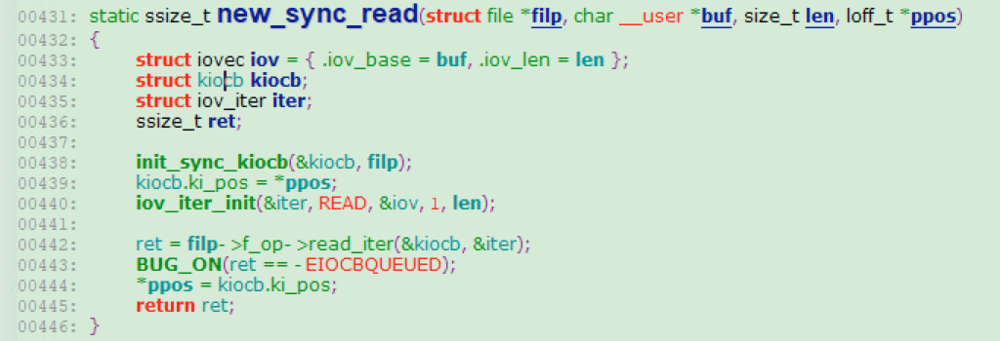 00431: static ssize_t new_sync_read(struct file *filp, char __user *buf, size_t len, loff_t *ppos)
00432: {
00433: struct iovec iov = { .iov_base = buf, .iov_len = len };
00434: struct kiocb kiocb;
00435: struct iov_iter iter;
00436: ssize_t ret;
00437:
00438: init_sync_kiocb(&kiocb, filp);
00439: kiocb.ki_pos = *ppos;
00440: iov_iter_init(&iter, READ, &iov, 1, len);
00441:
00442: ret = filp- >f_op- >read_iter(&kiocb, &iter);
00443: BUG_ON(ret == - EIOCBQUEUED);
00444: *ppos = kiocb.ki_pos;
00445: return ret;
00446: }